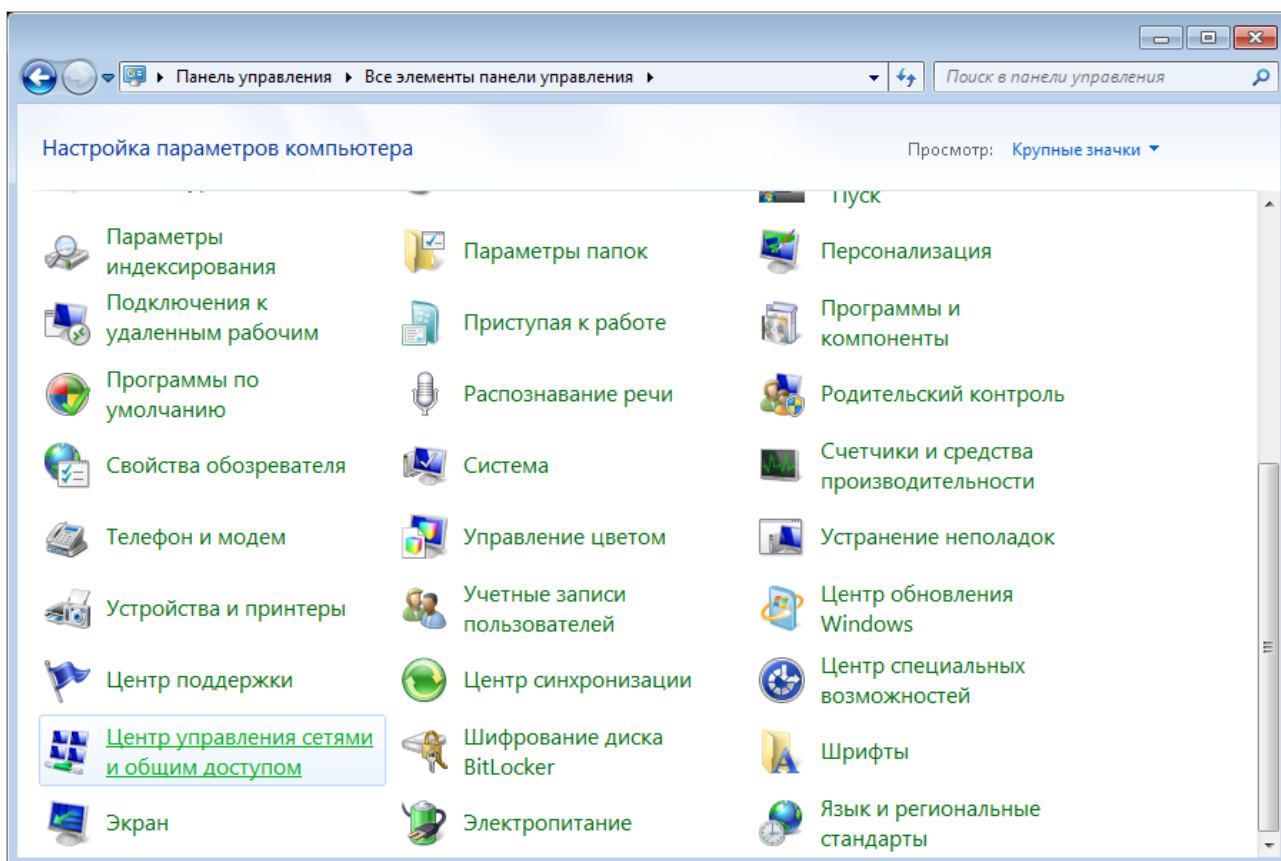 Панель управления ▸ Все элементы панели управления ▸
Поиск в панели управления
Настройка параметров компьютера
Просмотр: Крупные значки
Пуск
Параметры
индексирования
Параметры папок
Персонализация
Подключения к
удаленным рабочим
Приступая к работе
Программы и
компоненты
Программы по
умолчанию
Распознавание речи
Родительский контроль
Свойства обозревателя
Система
Счетчики и средства
производительности
Телефон и модем
Управление цветом
Устранение неполадок
Устройства и принтеры
Учетные записи
пользователей
Центр обновления
Windows
Центр поддержки
Центр синхронизации
Центр специальных
возможностей
Центр управления сетями
и общим доступом
Шифрование диска
BitLocker
Шрифты
Экран
Электропитание
Язык и региональные
стандарты